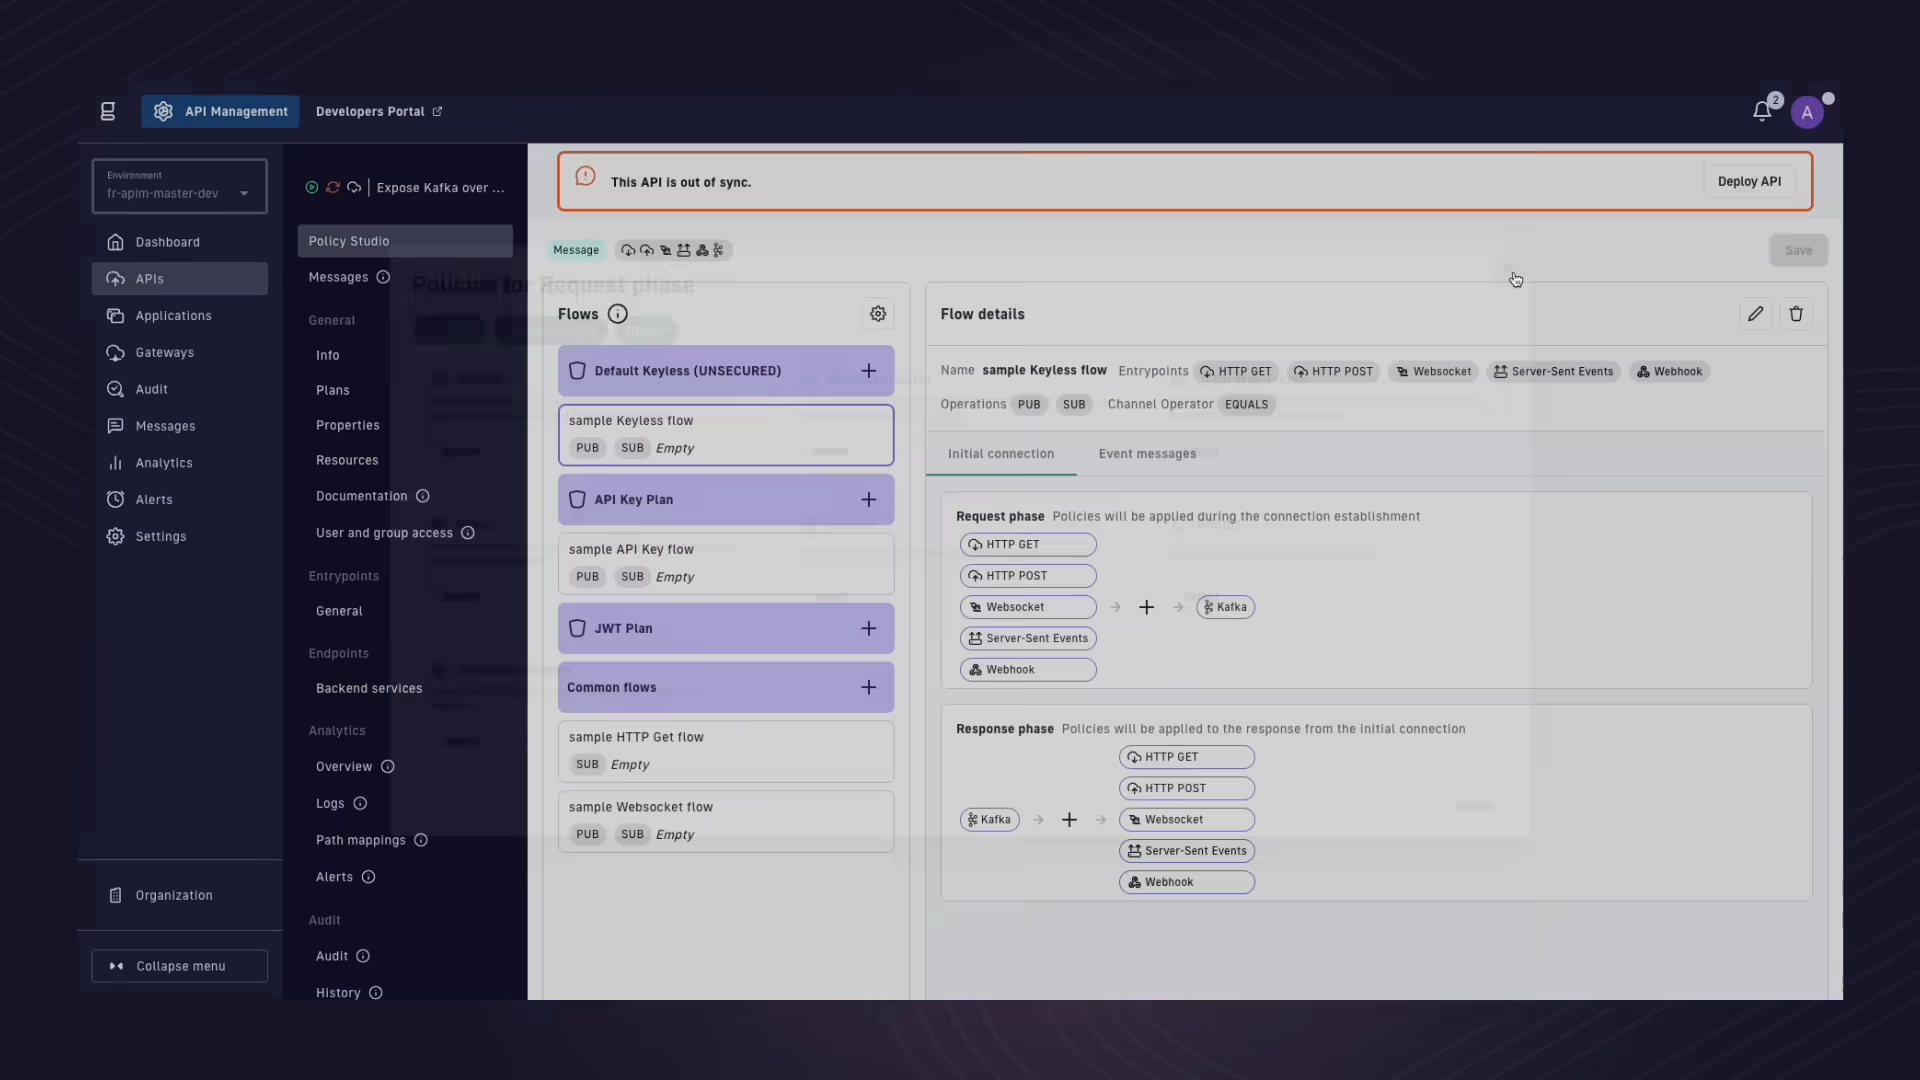 API Management
Developers Portal
2
A
Environment
fr-apim-master-dev
Dashboard
APIs
Applications
Gateways
Audit
Messages
Analytics
Alerts
Settings
Organization
Collapse menu
Expose Kafka over ...
Policy Studio
Messages
General
Info
Plans
Properties
Resources
Documentation
User and group access
Entrypoints
General
Endpoints
Backend services
Analytics
Overview
Logs
Path mappings
Alerts
Audit
Audit
History
This API is out of sync.
Deploy API
Message
Save
Policies for Request phase
Flows
Default Keyless (UNSECURED)
sample Keyless flow
PUB SUB Empty
API Key Plan
sample API Key flow
PUB SUB Empty
JWT Plan
Common flows
sample HTTP Get flow
SUB Empty
sample Websocket flow
PUB SUB Empty
Flow details
Name sample Keyless flow Entrypoints HTTP GET HTTP POST Websocket Server-Sent Events Webhook
Operations PUB SUB Channel Operator EQUALS
Initial connection Event messages
Request phase Policies will be applied during the connection establishment
HTTP GET
HTTP POST
Websocket Kafka
Server-Sent Events
Webhook
Response phase Policies will be applied to the response from the initial connection
HTTP GET
HTTP POST
Kafka Websocket
Server-Sent Events
Webhook